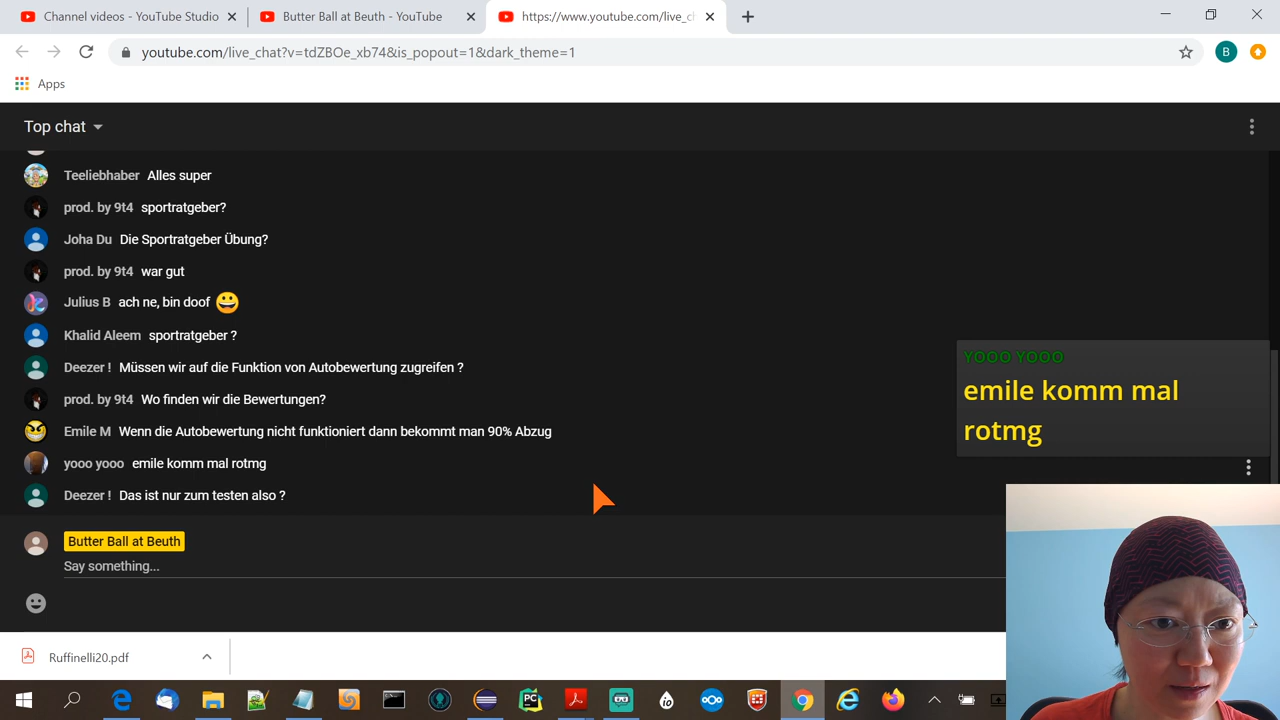 Channel videos - YouTube Studio
Butter Ball at Beuth - YouTube
https://www.youtube.com/live_c
youtube.com/live_chat?v=tdZBOe_xb74&is_popout=1&dark_theme=1
B
Apps
Top chat
Teeliebhaber Alles super
prod. by 9t4 sportratgeber?
Joha Du Die Sportratgeber Übung?
prod. by 9t4 war gut
Julius B ach ne, bin doof 😀
Khalid Aleem sportratgeber ?
Deezer ! Müssen wir auf die Funktion von Autobewertung zugreifen ?
prod. by 9t4 Wo finden wir die Bewertungen?
Emile M Wenn die Autobewertung nicht funktioniert dann bekommt man 90% Abzug
yooo yooo emile komm mal rotmg
Deezer ! Das ist nur zum testen also ?
YOOO YOOO
emile komm mal
rotmg
Butter Ball at Beuth
Say something...
Ruffinelli20.pdf